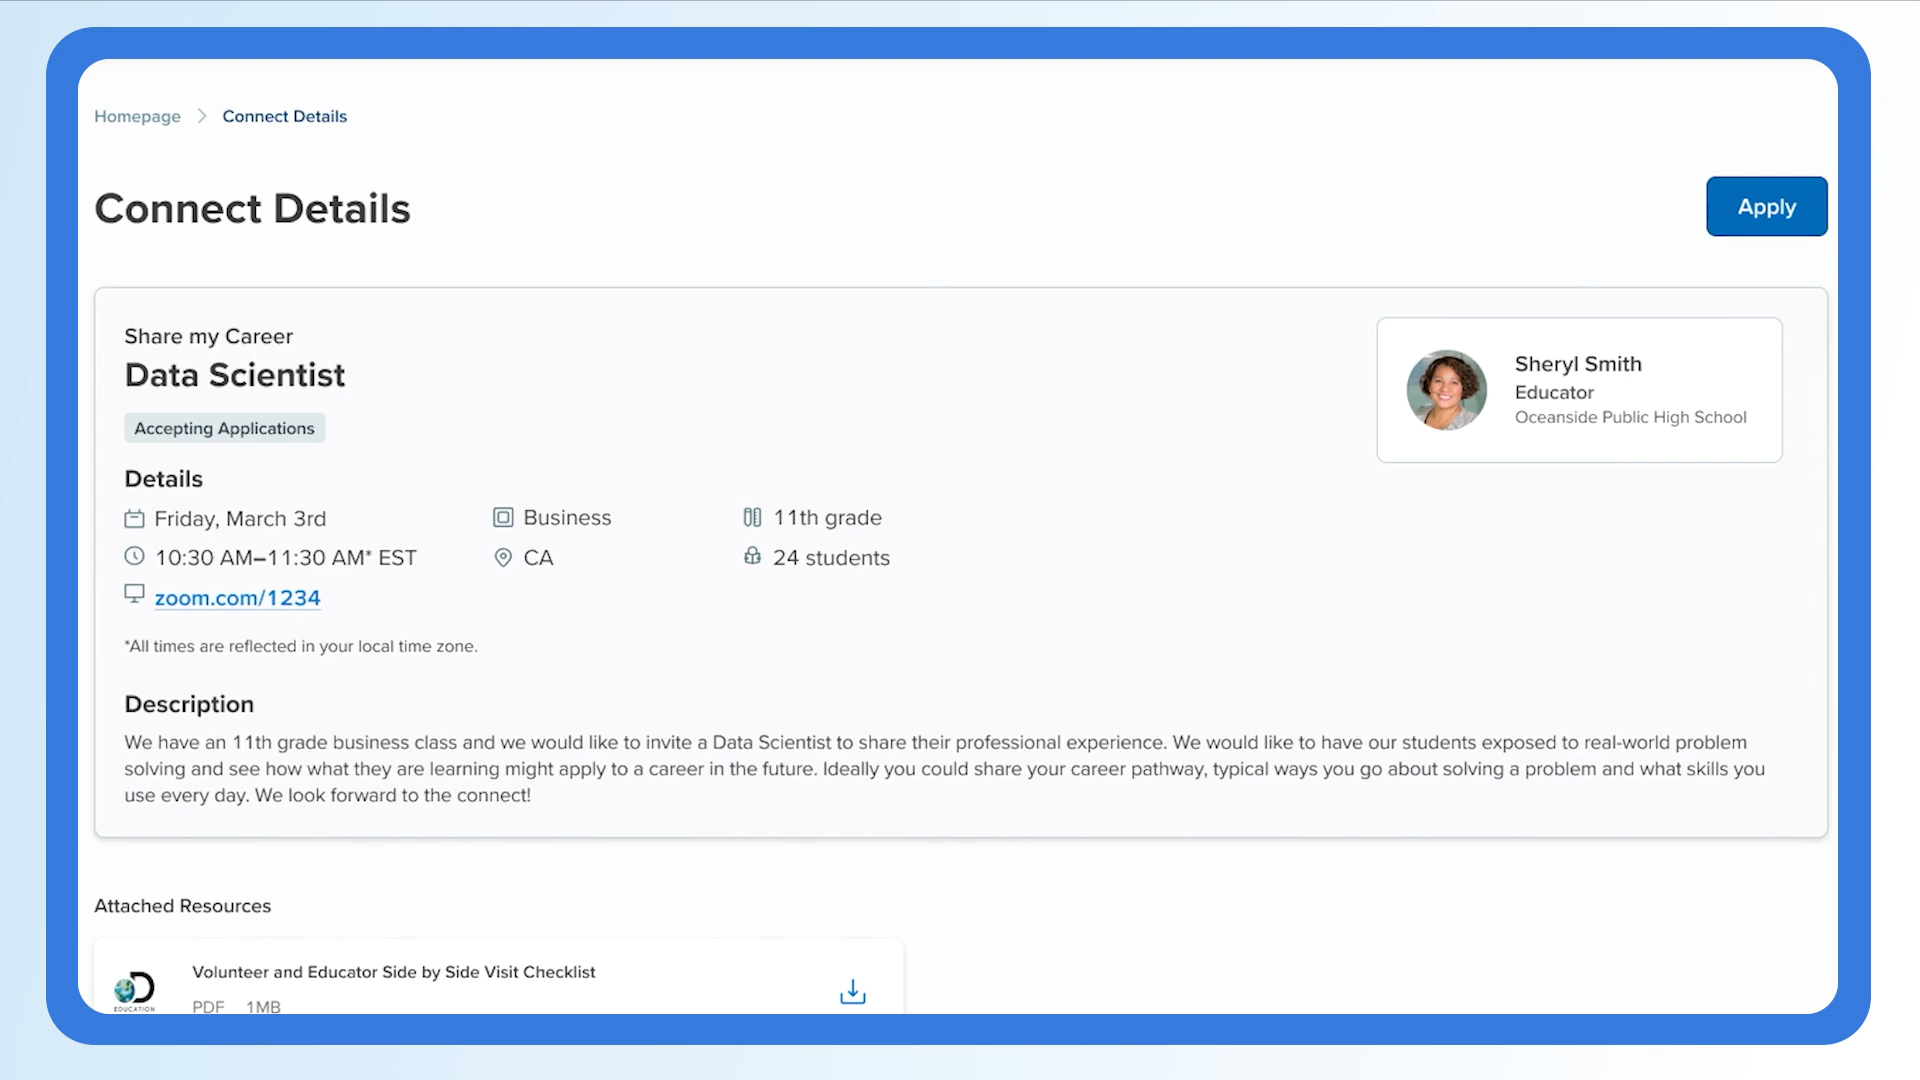 Homepage
Connect Details
Connect Details
Apply
Share my Career
Data Scientist
Accepting Applications
Sheryl Smith
Educator
Oceanside Public High School
Details
Friday, March 3rd
Business
11th grade
10:30 AM–11:30 AM* EST
CA
24 students
zoom.com/1234
*All times are reflected in your local time zone.
Description
We have an 11th grade business class and we would like to invite a Data Scientist to share their professional experience. We would like to have our students exposed to real-world problem
solving and see how what they are learning might apply to a career in the future. Ideally you could share your career pathway, typical ways you go about solving a problem and what skills you
use every day. We look forward to the connect!
Attached Resources
Volunteer and Educator Side by Side Visit Checklist
PDF 1MB
EDUCATION